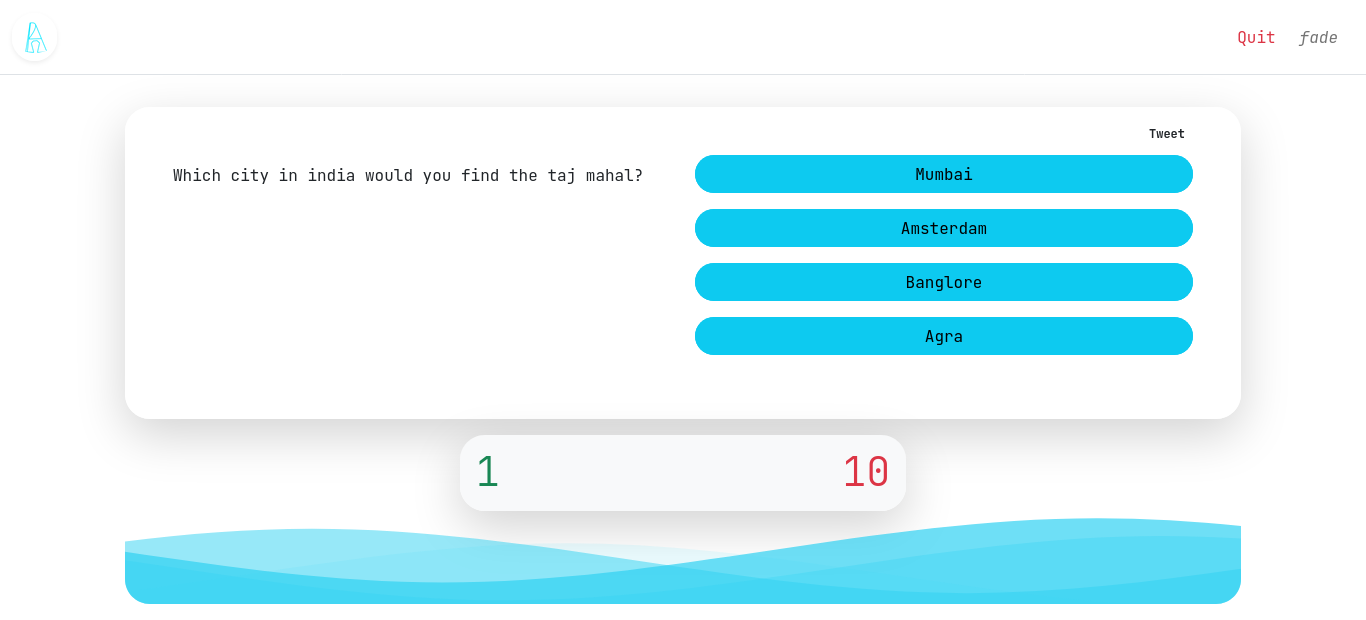 Quit fade
Tweet
Which city in india would you find the taj mahal?
Mumbai
Amsterdam
Banglore
Agra
1 10